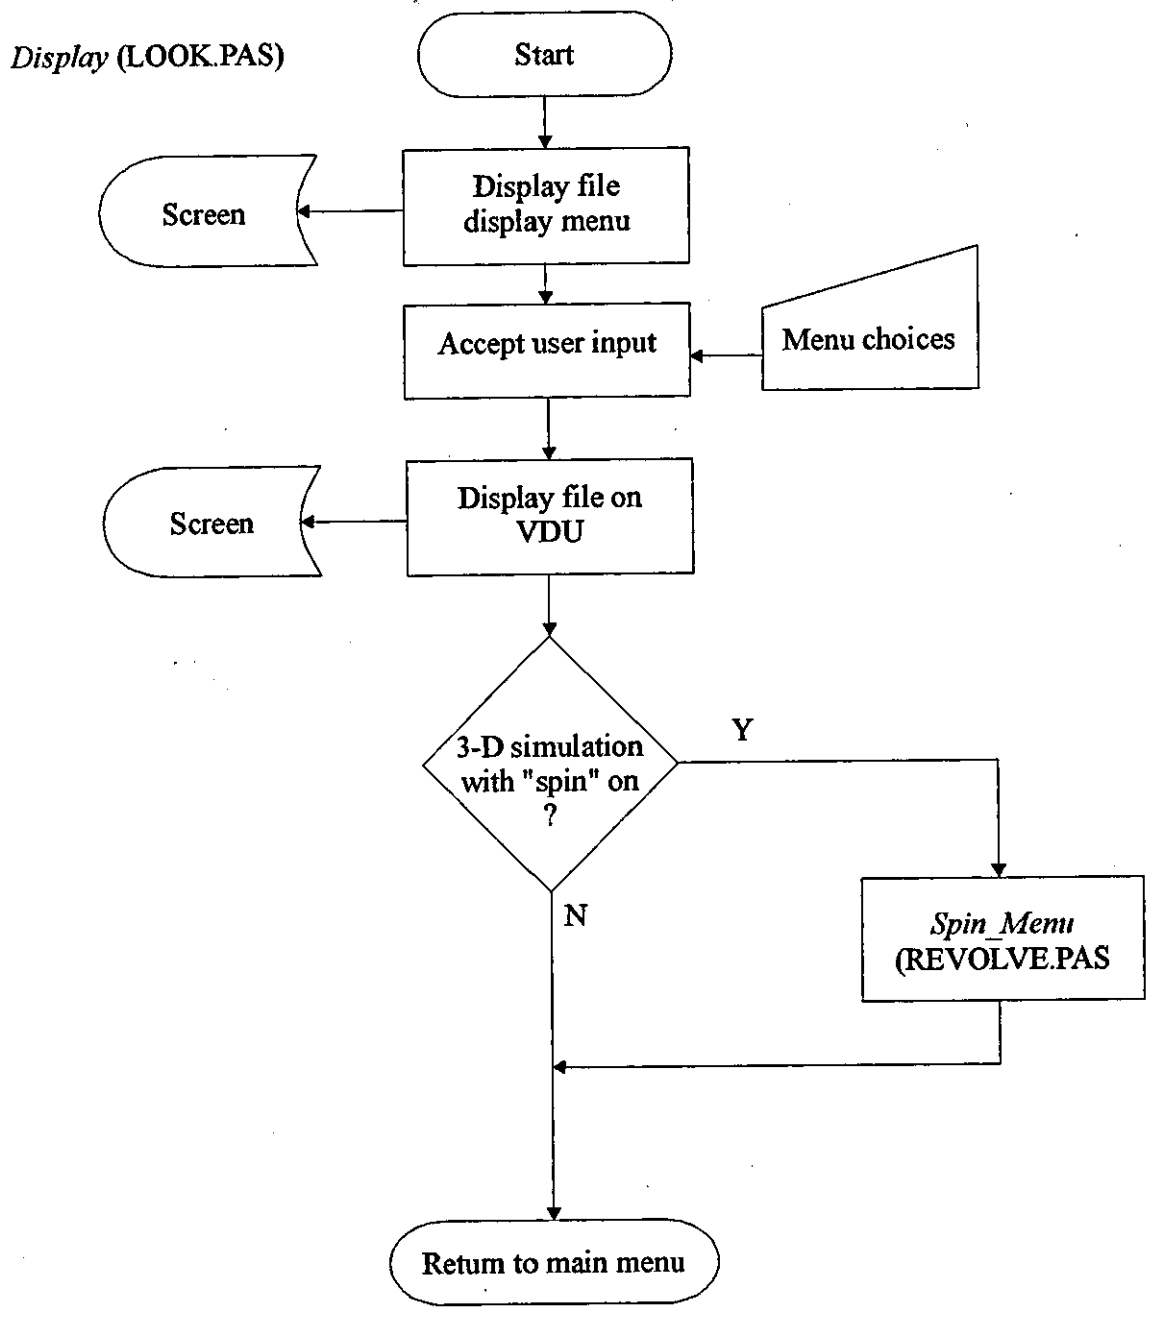 Display (LOOK.PAS)
Start
Display file
display menu
Screen
Accept user input
Menu choices
Display file on
VDU
Screen
3-D simulation
with "spin" on
?
Y
N
Spin_Menu
(REVOLVE.PAS
Return to main menu